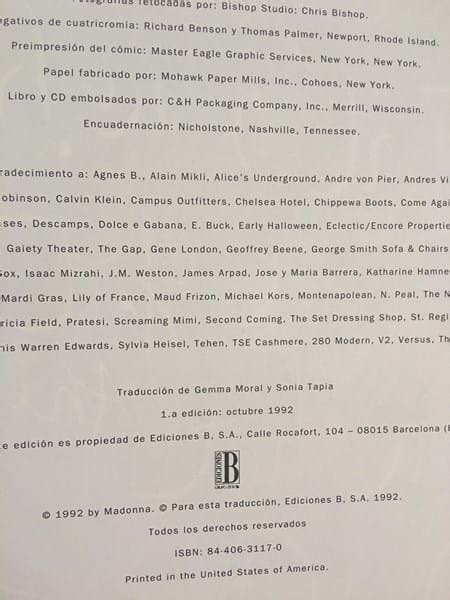 Fotografías retocadas por: Bishop Studio: Chris Bishop.
egativos de cuatricromía: Richard Benson y Thomas Palmer, Newport, Rhode Island.
Preimpresión del cómic: Master Eagle Graphic Services, New York, New York.
Papel fabricado por: Mohawk Paper Mills, Inc., Cohoes, New York.
Libro y CD embolsados por: C&H Packaging Company, Inc., Merrill, Wisconsin.
Encuadernación: Nicholstone, Nashville, Tennessee.
radecimiento a: Agnes B., Alain Mikli, Alice's Underground, Andre von Pier, Andres Vi
obinson, Calvin Klein, Campus Outfitters, Chelsea Hotel, Chippewa Boots, Come Agai
ses, Descamps, Dolce e Gabana, E. Buck, Early Halloween, Eclectic/Encore Propertie
Gaiety Theater, The Gap, Gene London, Geoffrey Beene, George Smith Sofa & Chairs
Sox, Isaac Mizrahi, J.M. Weston, James Arpad, Jose y Maria Barrera, Katharine Hamne
Mardi Gras, Lily of France, Maud Frizon, Michael Kors, Montenapolean, N. Peal, The N
ricia Field, Pratesi, Screaming Mimi, Second Coming, The Set Dressing Shop, St. Regi
nis Warren Edwards, Sylvia Heisel, Tehen, TSE Cashmere, 280 Modern, V2, Versus, Th
Traducción de Gemma Moral y Sonia Tapia
1.a edición: octubre 1992
te edición es propiedad de Ediciones B, S.A., Calle Rocafort, 104 – 08015 Barcelona (
EDICIONES B
© 1992 by Madonna. © Para esta traducción, Ediciones B, S.A. 1992.
Todos los derechos reservados
ISBN: 84-406-3117-0
Printed in the United States of America.